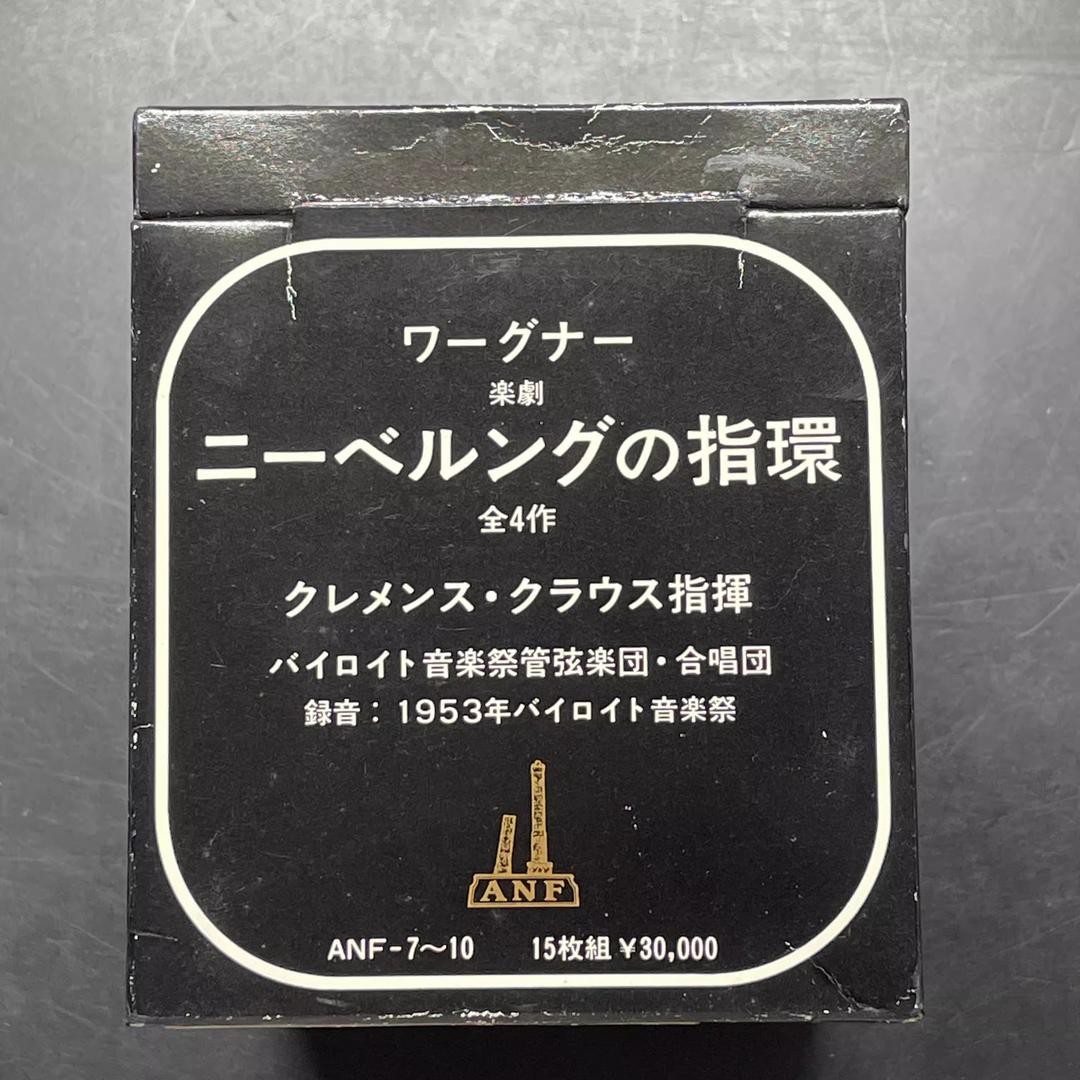 ワーグナー
楽劇
ニーベルングの指環
全4作
クレメンス・クラウス指揮
バイロイト音楽祭管弦楽団・合唱団
録音：1953年バイロイト音楽祭
ANF
ANF-7〜10 15枚組￥30,000